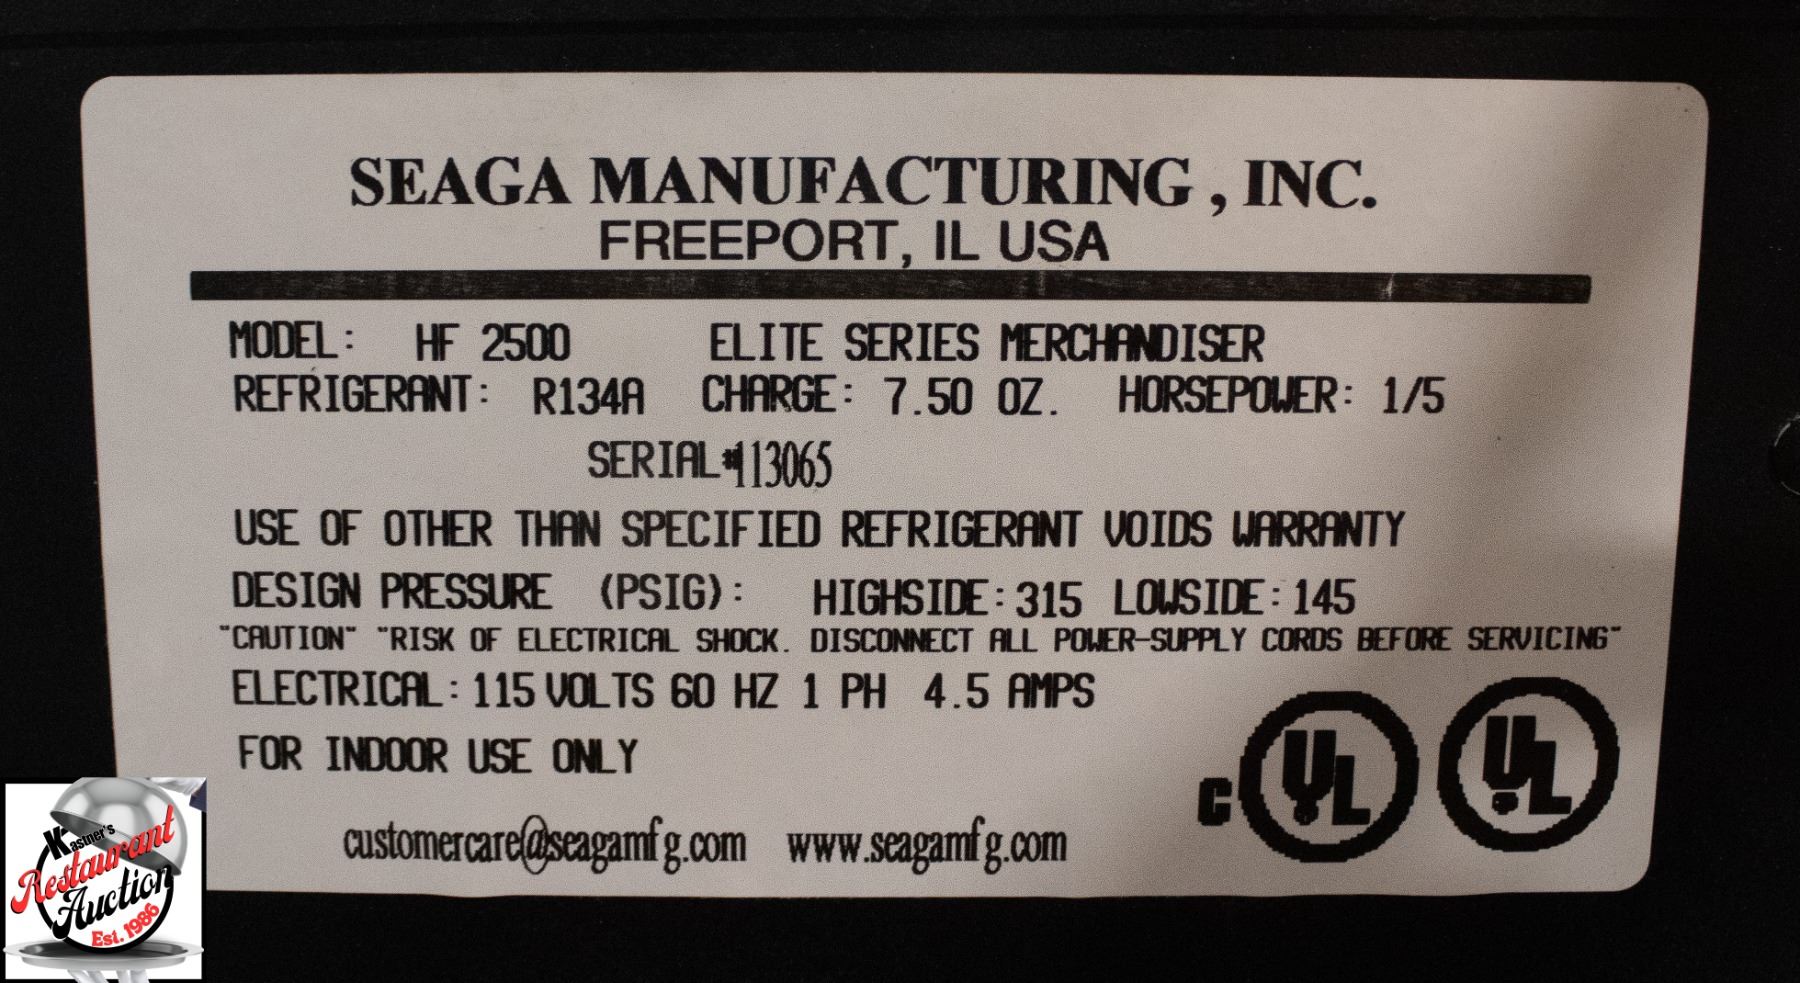 SEAGA MANUFACTURING , INC.
FREEPORT, IL USA
MODEL: HF 2500 ELITE SERIES MERCHANDISER
REFRIGERANT: R134A CHARGE: 7.50 OZ. HORSEPOWER: 1/5
SERIAL#113065
USE OF OTHER THAN SPECIFIED REFRIGERANT VOIDS WARRANTY
DESIGN PRESSURE (PSIG): HIGHSIDE:315 LOWSIDE:145
"CAUTION" "RISK OF ELECTRICAL SHOCK. DISCONNECT ALL POWER-SUPPLY CORDS BEFORE SERVICING"
ELECTRICAL: 115 VOLTS 60 HZ 1 PH 4.5 AMPS
FOR INDOOR USE ONLY
C UL UL
customercare@seagamfg.com www.seagamfg.com
Kastner's
Restaurant
Auction
Est. 1986